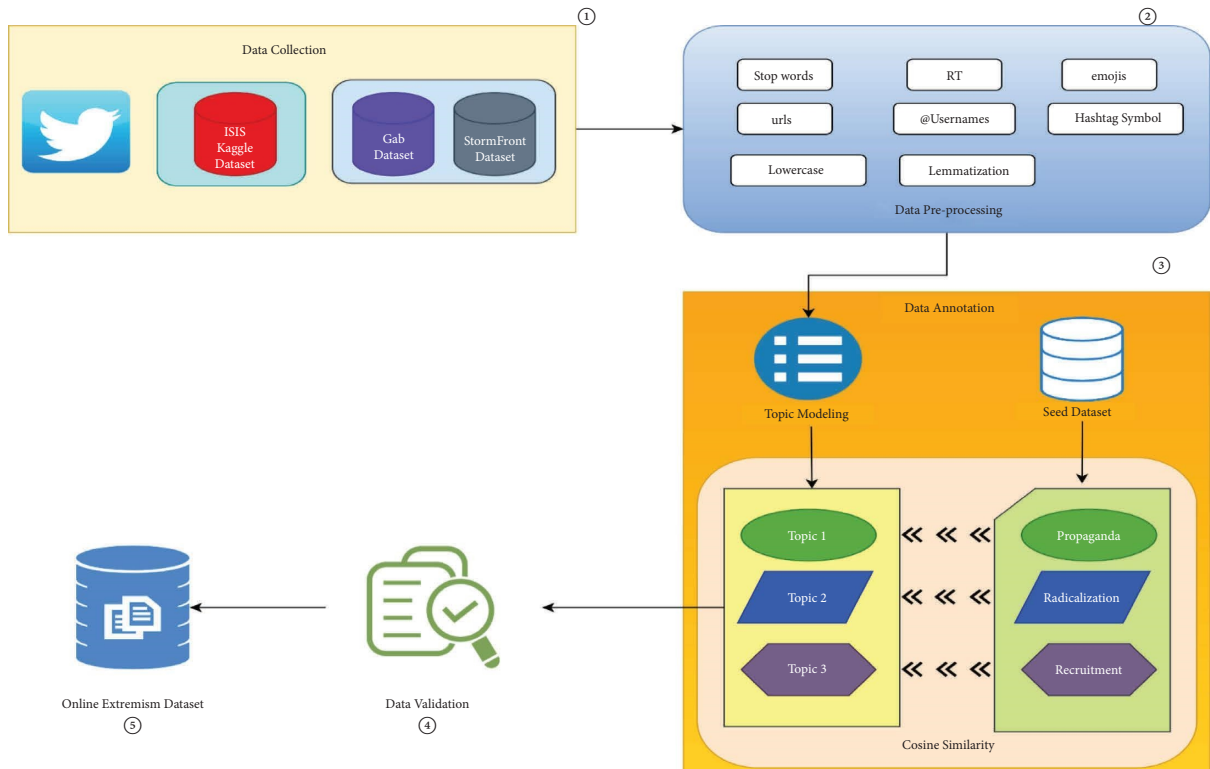 ①
Data Collection
ISIS
Kaggle
Dataset
Gab
Dataset
StormFront
Dataset
②
Stop words
RT
emojis
urls
@Usernames
Hashtag Symbol
Lowercase
Lemmatization
Data Pre-processing
③
Data Annotation
Topic Modeling
Seed Dataset
Topic 1
Propaganda
Topic 2
Radicalization
Topic 3
Recruitment
Cosine Similarity
Data Validation
④
Online Extremism Dataset
⑤